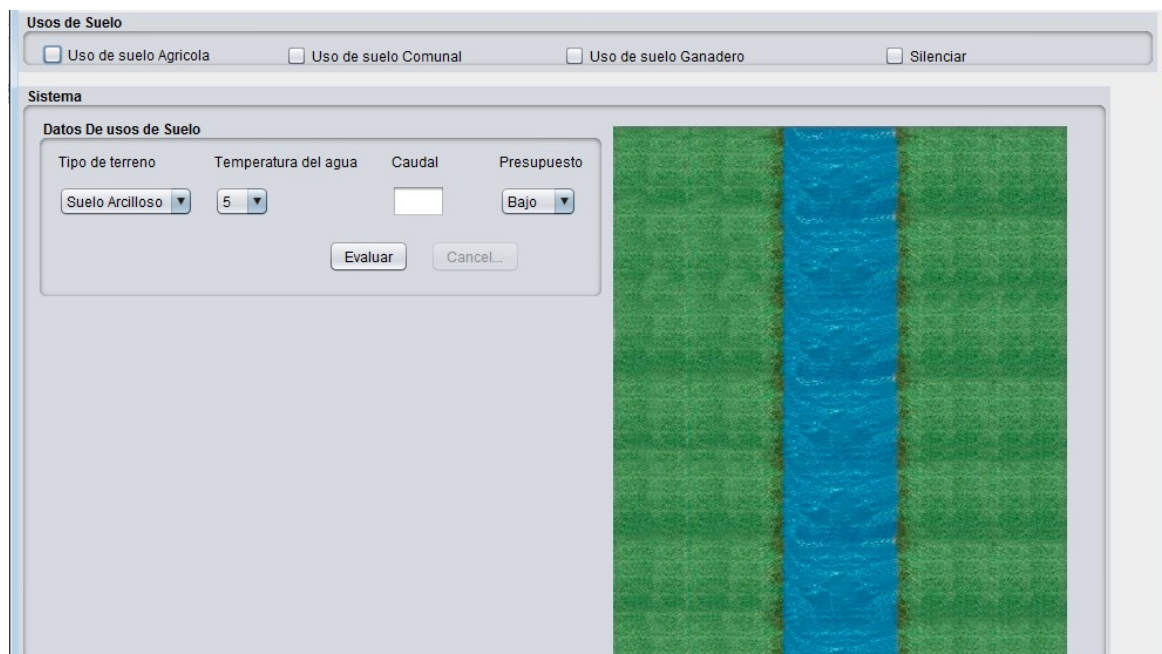 Usos de Suelo
Uso de suelo Agricola Uso de suelo Comunal Uso de suelo Ganadero Silenciar
Sistema
Datos De usos de Suelo
Tipo de terreno Temperatura del agua Caudal Presupuesto
Suelo Arcilloso 5 Bajo
Evaluar Cancel...